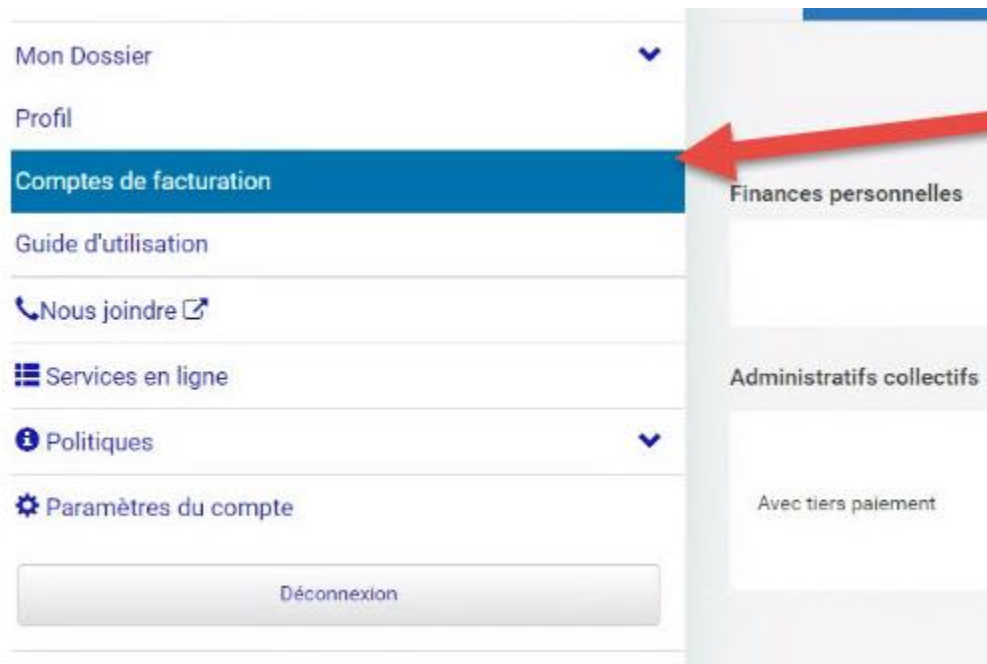 Mon Dossier
Profil
Comptes de facturation
Guide d'utilisation
Nous joindre
Services en ligne
Politiques
Paramètres du compte
Déconnexion
Finances personnelles
Administratifs collectifs
Avec tiers paiement